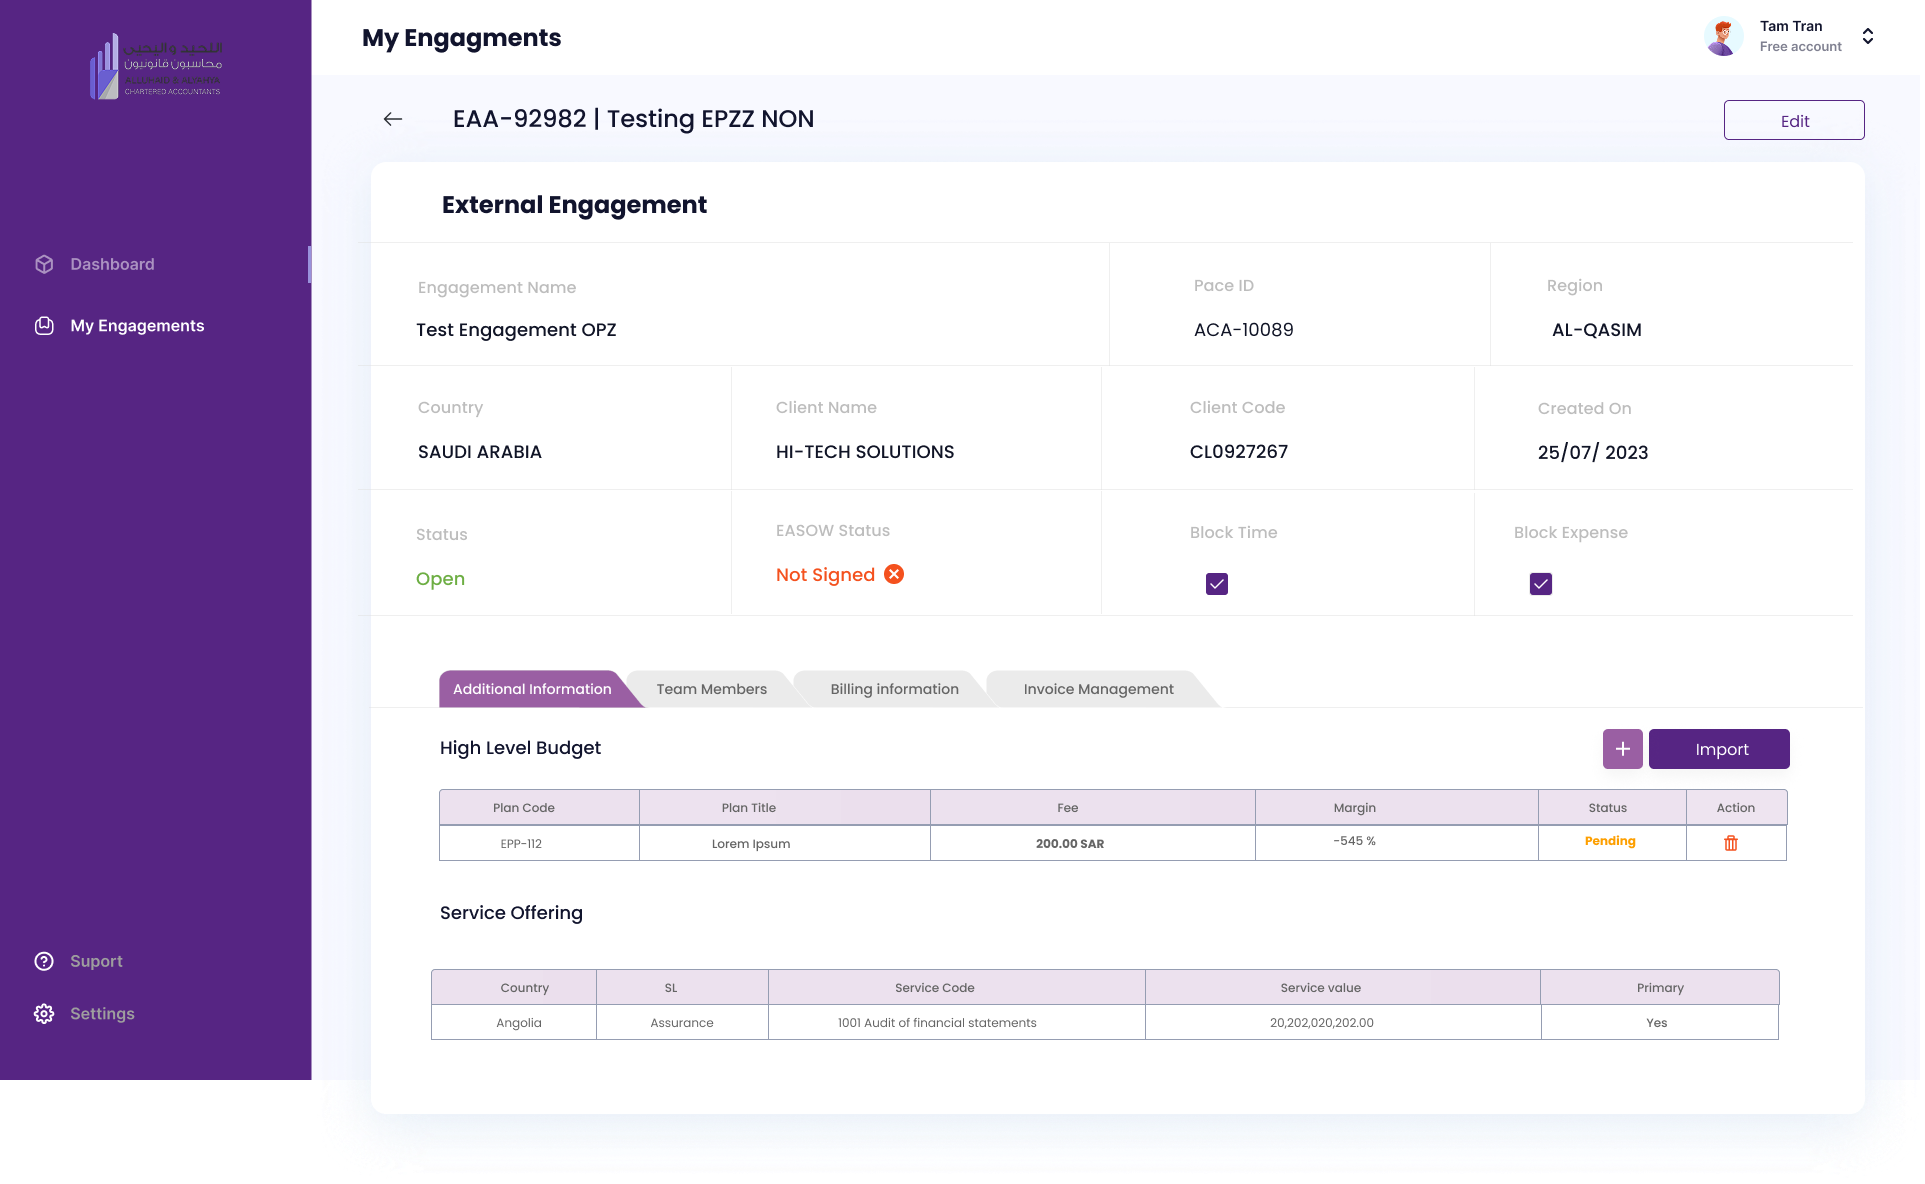 محاسبون قانونيون
CHARTERED ACCOUNTANTS
My Engagments
Tam Tran
Free account
EAA-92982 | Testing EPZZ NON
Edit
Dashboard
My Engagements
Suport
Settings
External Engagement
Engagement Name
Pace ID
Region
Test Engagement OPZ
ACA-10089
AL-QASIM
Country
Client Name
Client Code
Created On
SAUDI ARABIA
HI-TECH SOLUTIONS
CL0927267
25/07/ 2023
Status
EASOW Status
Block Time
Block Expense
Open
Not Signed
Additional Information
Team Members
Billing information
Invoice Management
High Level Budget
Import
Plan Code
Plan Title
Fee
Margin
Status
Action
EPP-112
Lorem Ipsum
200.00 SAR
-545 %
Pending
Service Offering
Country
SL
Service Code
Service value
Primary
Angolia
Assurance
1001 Audit of financial statements
20,202,020,202.00
Yes